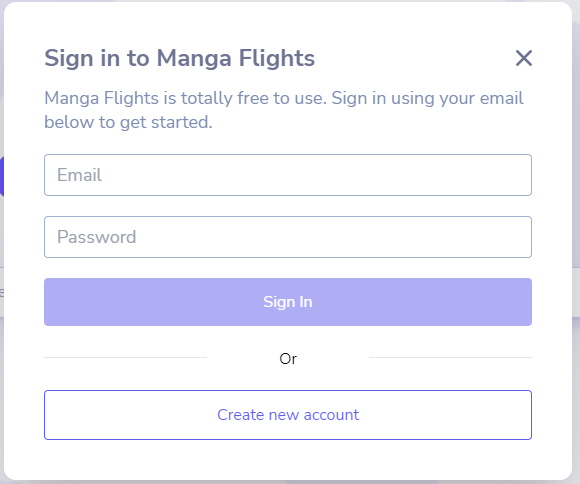 Sign in to Manga Flights
Manga Flights is totally free to use. Sign in using your email
below to get started.
Email
Password
Sign In
Or
Create new account